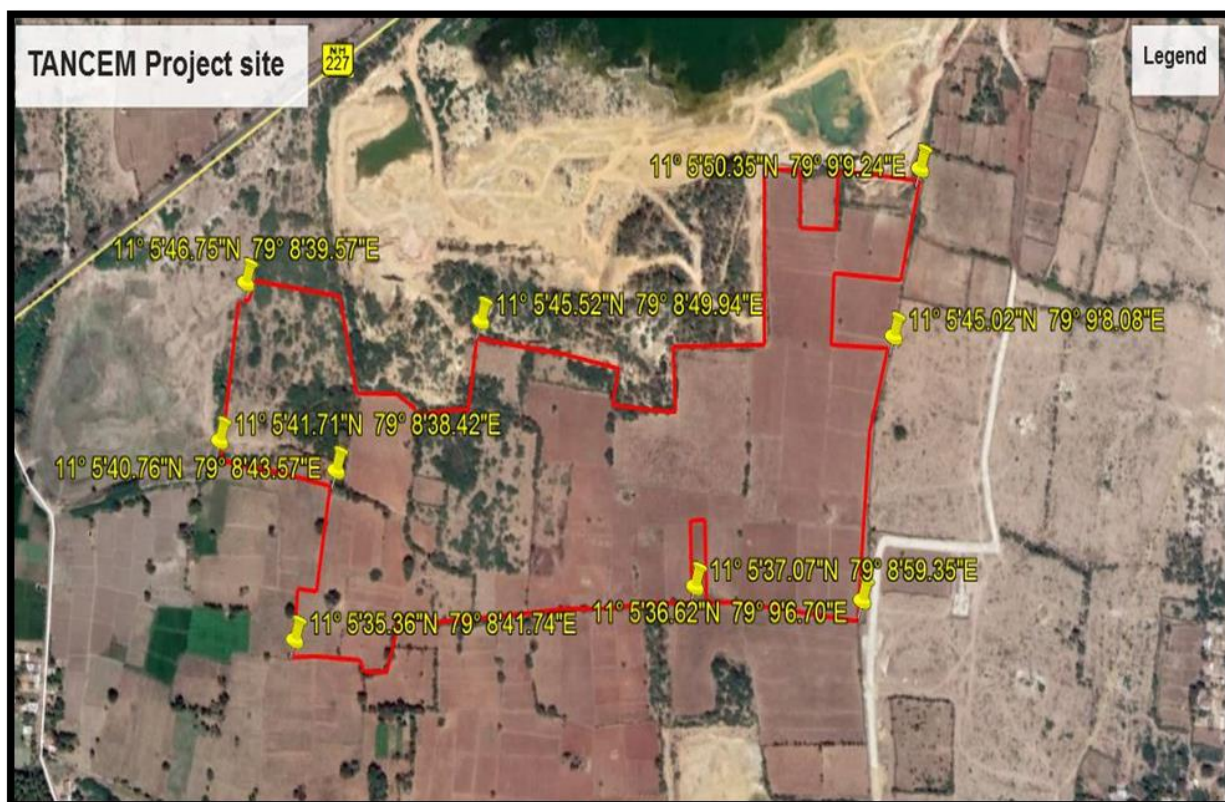 TANCEM Project site
NH
227
Legend
11° 5'50.35"N 79° 9'9.24"E
11° 5'46.75"N 79° 8'39.57"E
11° 5'45.52"N 79° 8'49.94"E
11° 5'45.02"N 79° 9'8.08"E
11° 5'41.71"N 79° 8'38.42"E
11° 5'40.76"N 79° 8'43.57"E
11° 5'37.07"N 79° 8'59.35"E
11° 5'36.62"N 79° 9'6.70"E
11° 5'35.36"N 79° 8'41.74"E